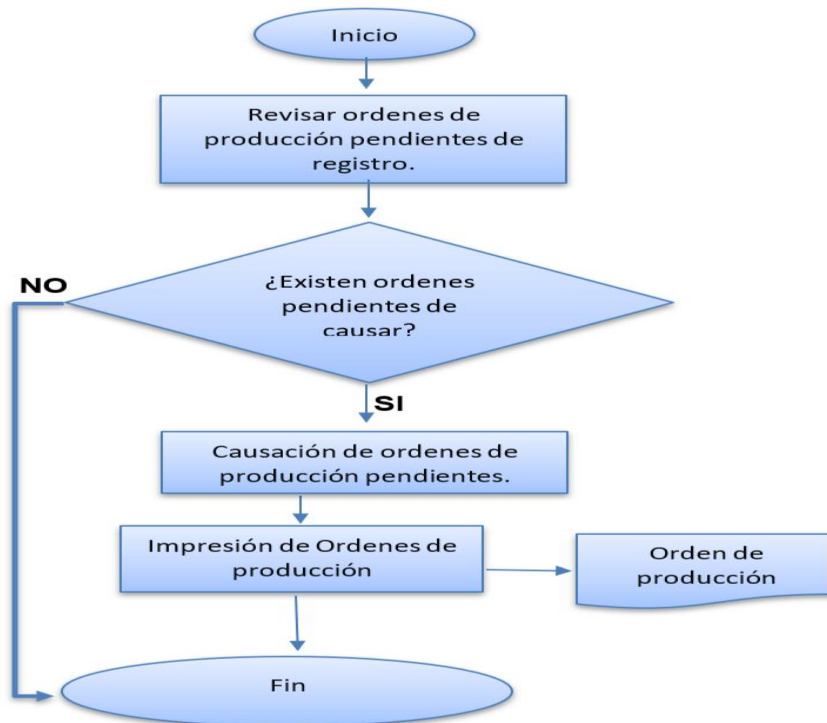 Inicio
Revisar ordenes de
producción pendientes de
registro.
¿Existen ordenes
pendientes de
causar?
NO
SI
Causación de ordenes de
producción pendientes.
Impresión de Ordenes de
producción
Orden de
producción
Fin